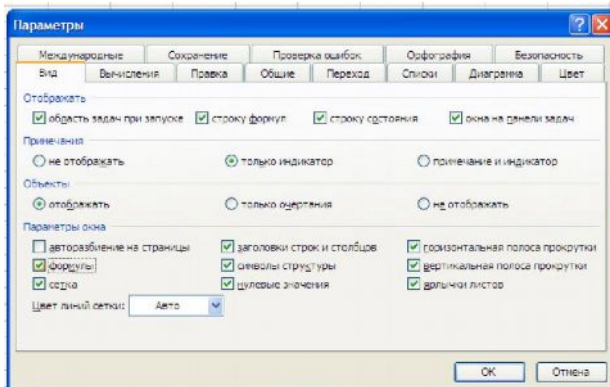 Параметры
Международные Сохранение Проверка ошибок Орфография Безопасность
Вид Вычисления Правка Общие Переход Списки Диаграмма Цвет
Отображать
область задач при запуске строку формул строку состояния окна на панели задач
Примечания
не отображать только индикатор примечание и индикатор
Объекты
отображать только очертания не отображать
Параметры окна
авторазбиение на страницы заголовки строк и столбцов горизонтальная полоса прокрутки
формулы символы структуры вертикальная полоса прокрутки
сетка нулевые значения ярлычки листов
Цвет линий сетки: Авто
ОК Отмена